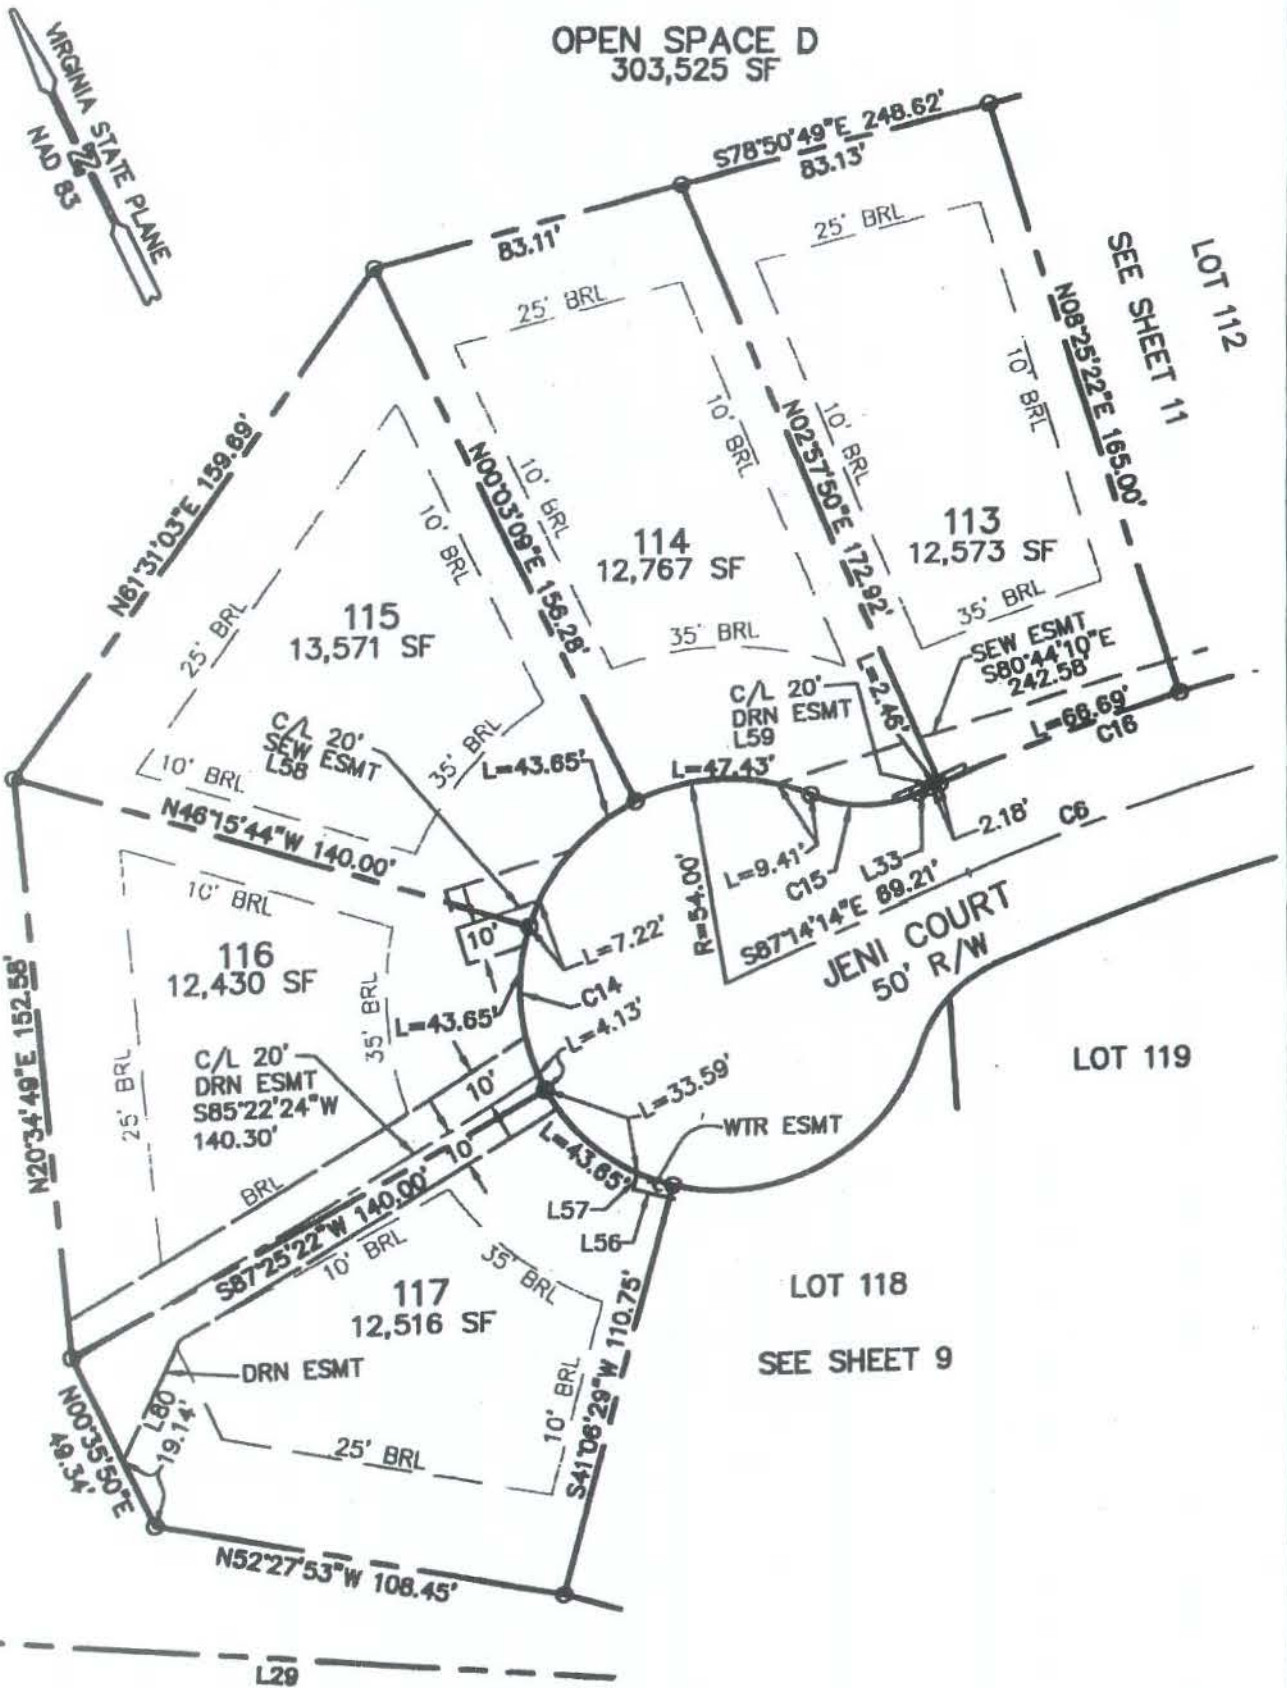 OPEN SPACE D
303,525 SF
VIRGINIA STATE PLANE
NAD 83
S78°50'49"E 248.62'
83.13'
83.11'
25' BRL
25' BRL
LOT 112
SEE SHEET 11
N08°25'22"E 165.00'
10' BRL
10' BRL
N02°57'50"E 172.92'
10' BRL
113
12,573 SF
35' BRL
N61°31'03"E 159.69'
N00°03'09"E 156.28'
10' BRL
10' BRL
114
12,767 SF
35' BRL
115
13,571 SF
25' BRL
10' BRL
35' BRL
SEW ESMT
S80°44'10"E
242.58'
C/L 20'
DRN ESMT
L59
L=2.46'
L=66.69'
C16
C/L 20'
SEW ESMT
L58
L=43.65'
L=47.43'
N46°15'44"W 140.00'
2.18'
C6
L=9.41'
C15
L33
R=54.00'
S87°14'14"E 69.21'
JENI COURT
50' R/W
10' BRL
116
12,430 SF
35' BRL
25' BRL
10'
L=7.22'
C14
L=43.65'
L=4.13'
N20°34'49"E 152.58'
C/L 20'
DRN ESMT
S85°22'24"W
140.30'
10'
10'
L=33.59'
WTR ESMT
L=43.65'
L57
L56
LOT 119
BRL
S87°25'22"W 140.00'
10' BRL
35' BRL
117
12,516 SF
LOT 118
SEE SHEET 9
DRN ESMT
L80
19.14'
N00°35'50"E
49.34'
25' BRL
10' BRL
S41°06'29"W 110.75'
N52°27'53"W 108.45'
L29